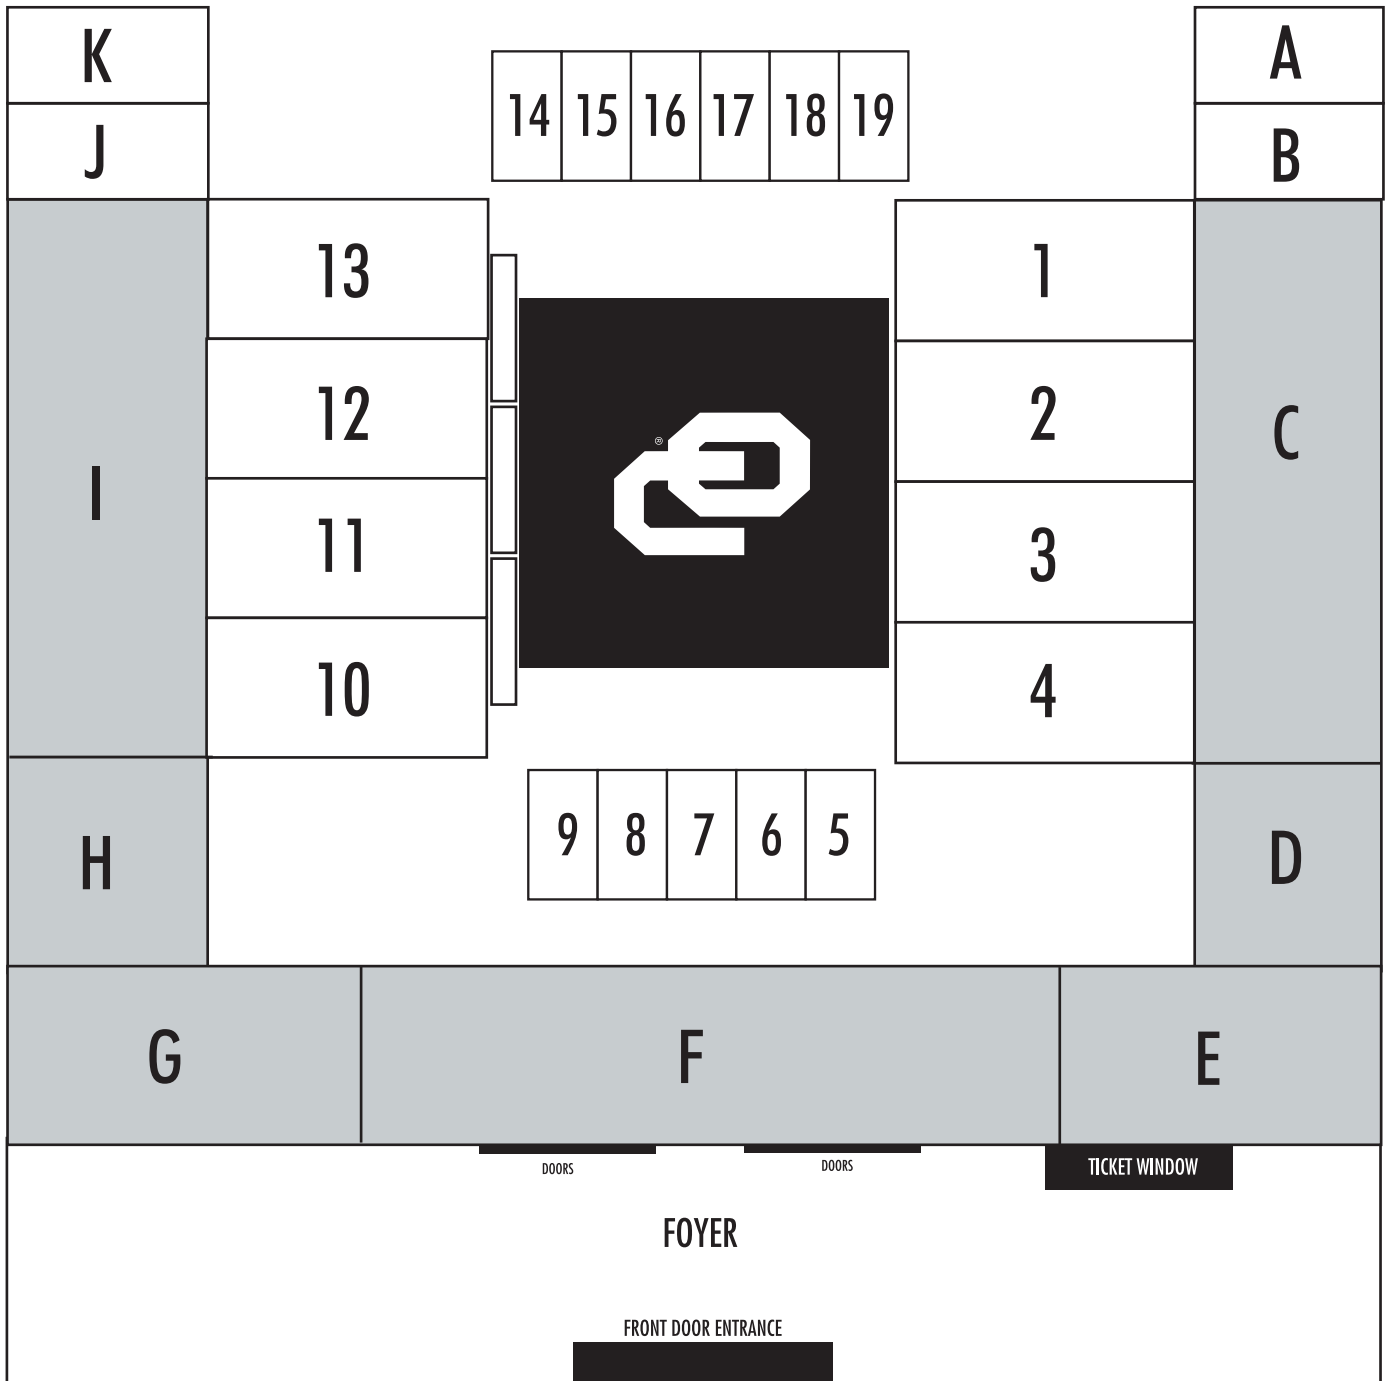 K
A
14 15 16 17 18 19
J
B
13
1
12
2
C
®
I
11
3
10
4
9 8 7 6 5
H
D
G
F
E
DOORS
DOORS
TICKET WINDOW
FOYER
FRONT DOOR ENTRANCE